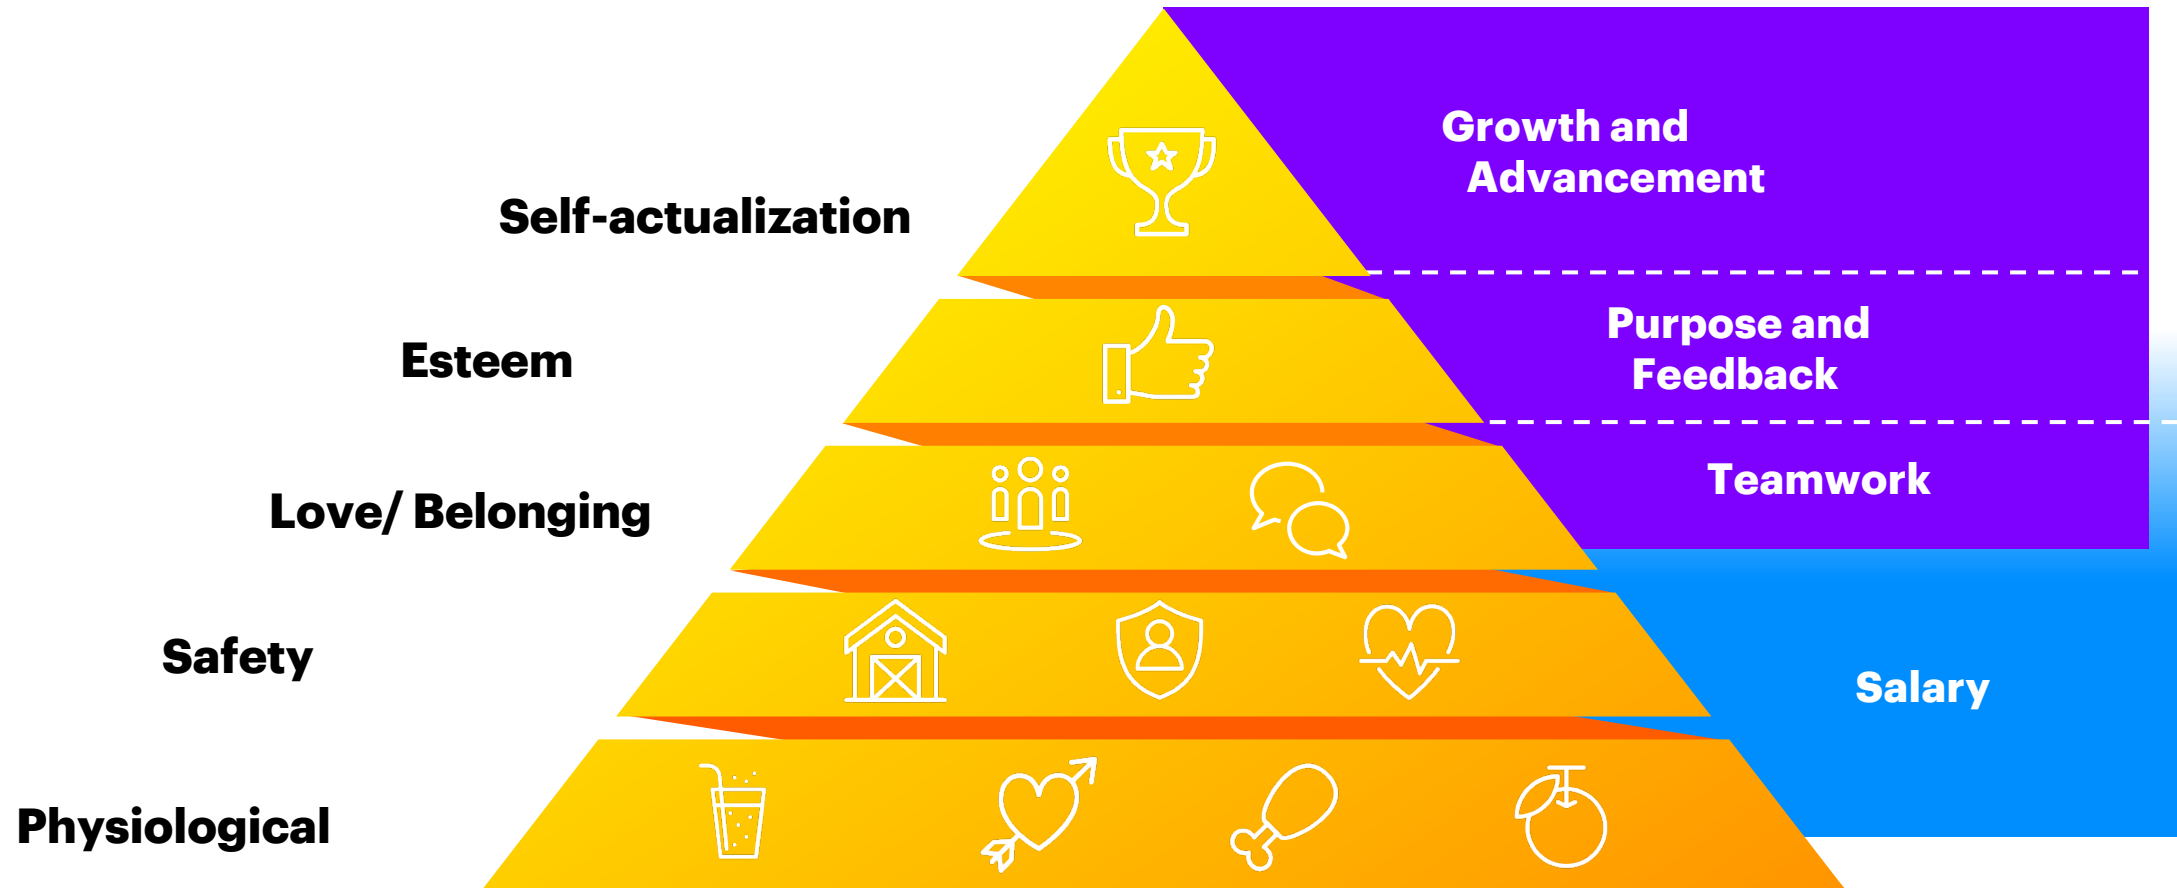 Growth and
Advancement
Self-actualization
Purpose and
Feedback
Esteem
Teamwork
Love/ Belonging
Safety
Salary
Physiological